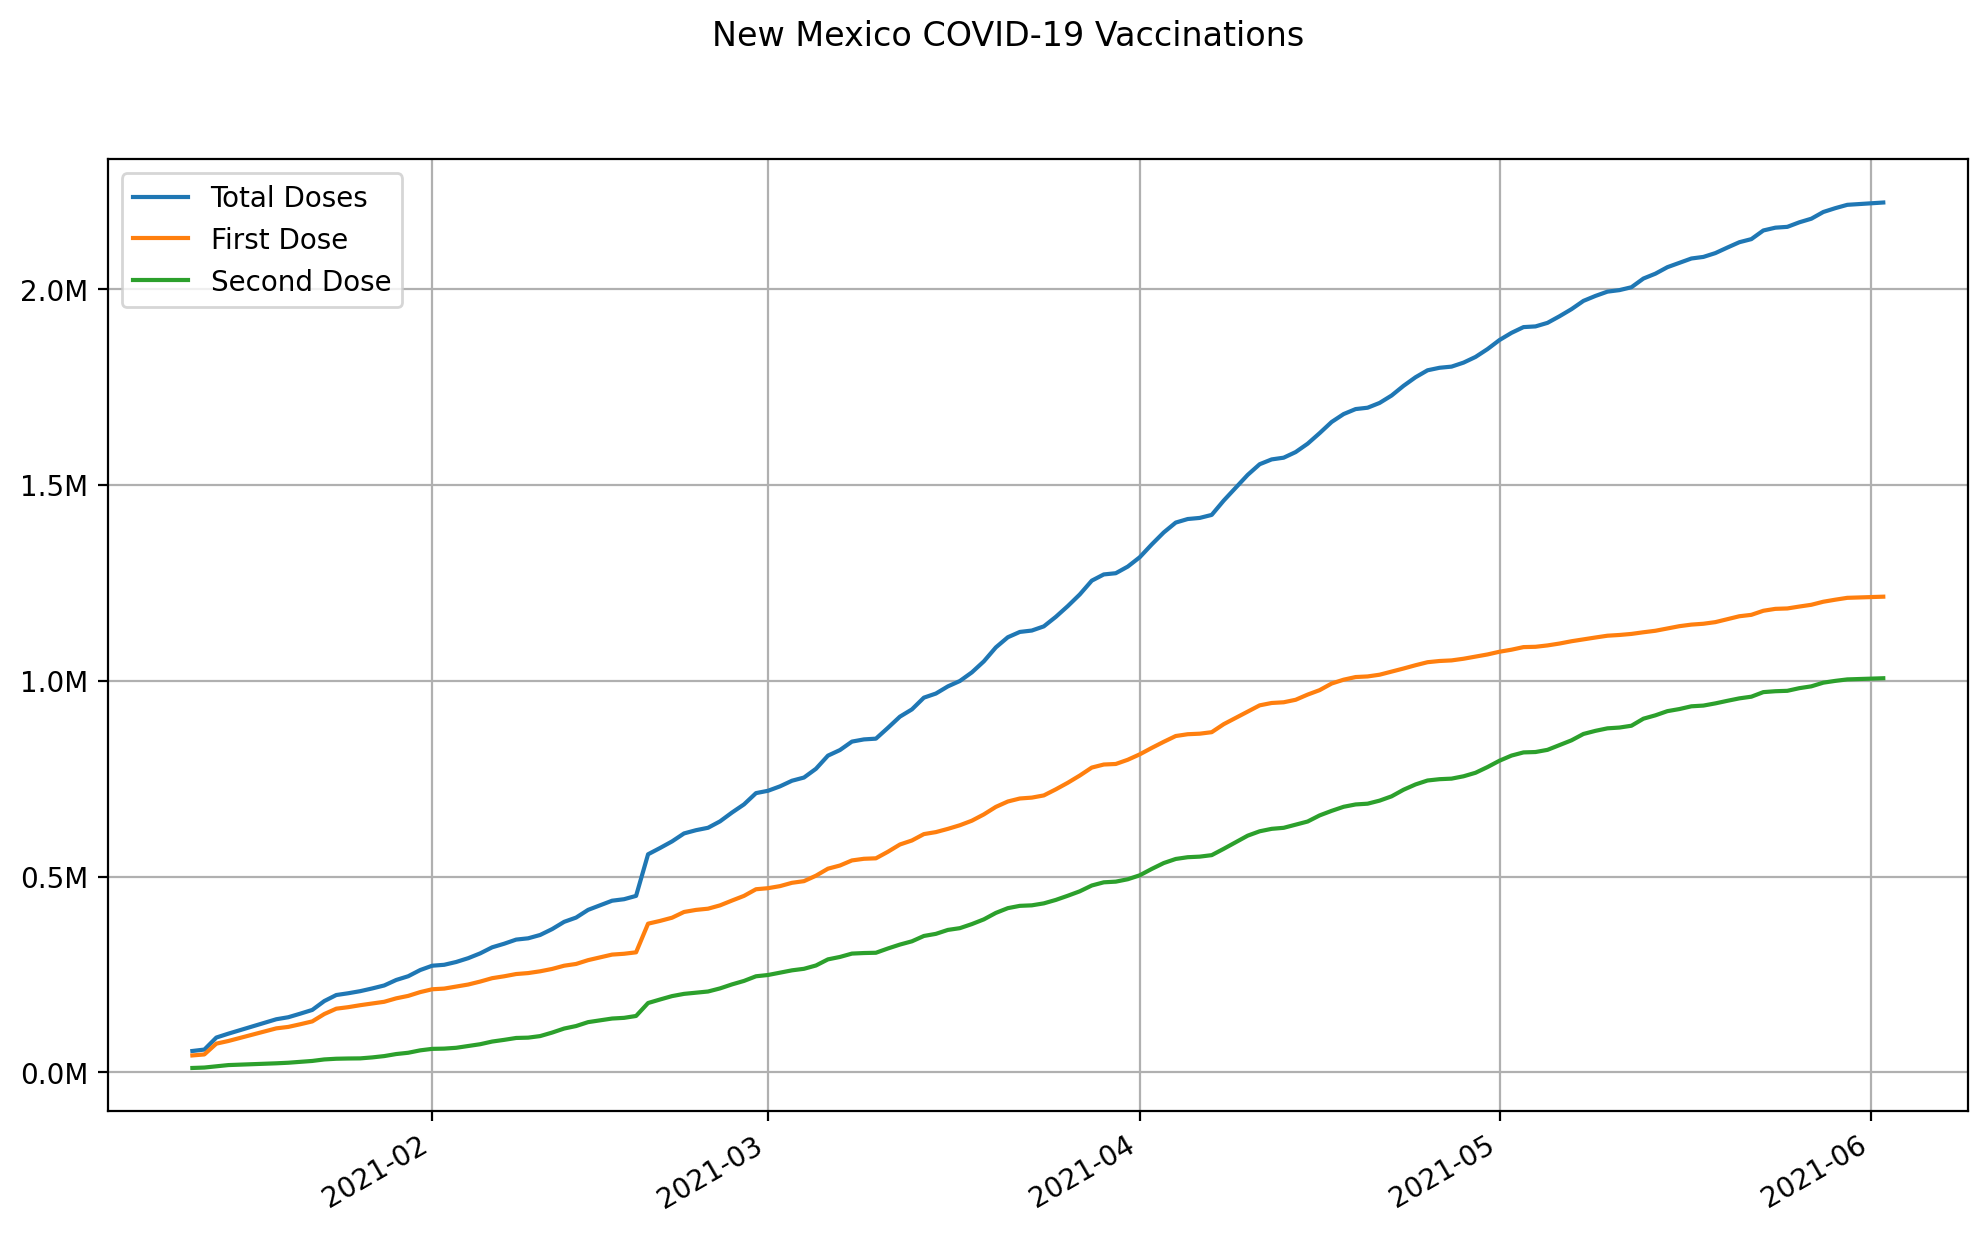 New Mexico COVID-19 Vaccinations
Total Doses
First Dose
Second Dose
2.0M
1.5M
1.0M
0.5M
0.0M
2021-02
2021-03
2021-04
2021-05
2021-06